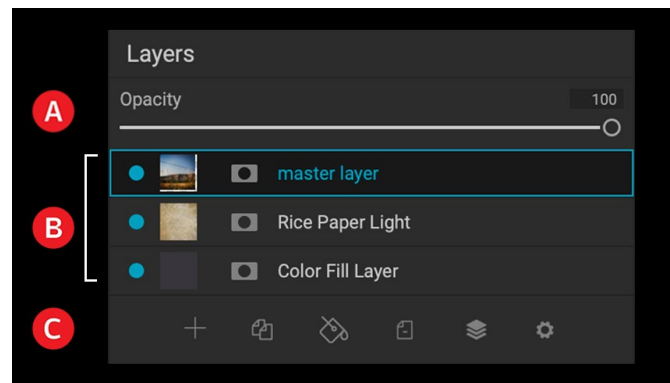 Layers
A
Opacity
100
master layer
B
Rice Paper Light
Color Fill Layer
C